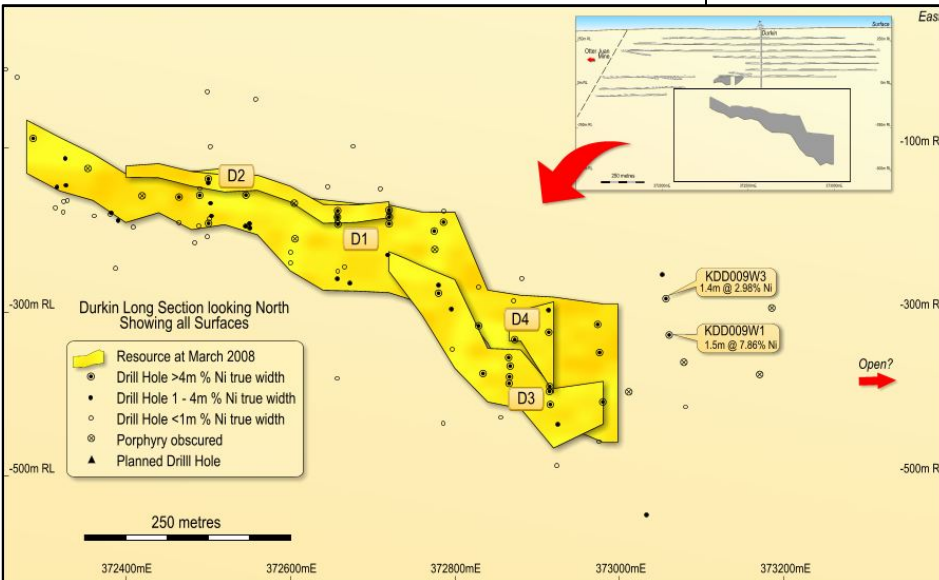 East
Surface
Durkin
Otter Juan
Mine
250 metres
-100m RL
D2
D1
KDD009W3
1.4m @ 2.98% Ni
-300m RL
-300m RL
Durkin Long Section looking North
Showing all Surfaces
D4
KDD009W1
1.5m @ 7.86% Ni
Resource at March 2008
Drill Hole >4m % Ni true width
Open?
Drill Hole 1 - 4m % Ni true width
D3
Drill Hole <1m % Ni true width
Porphyry obscured
Planned Drilll Hole
-500m RL
-500m RL
250 metres
372400mE
372600mE
372800mE
373000mE
373200mE